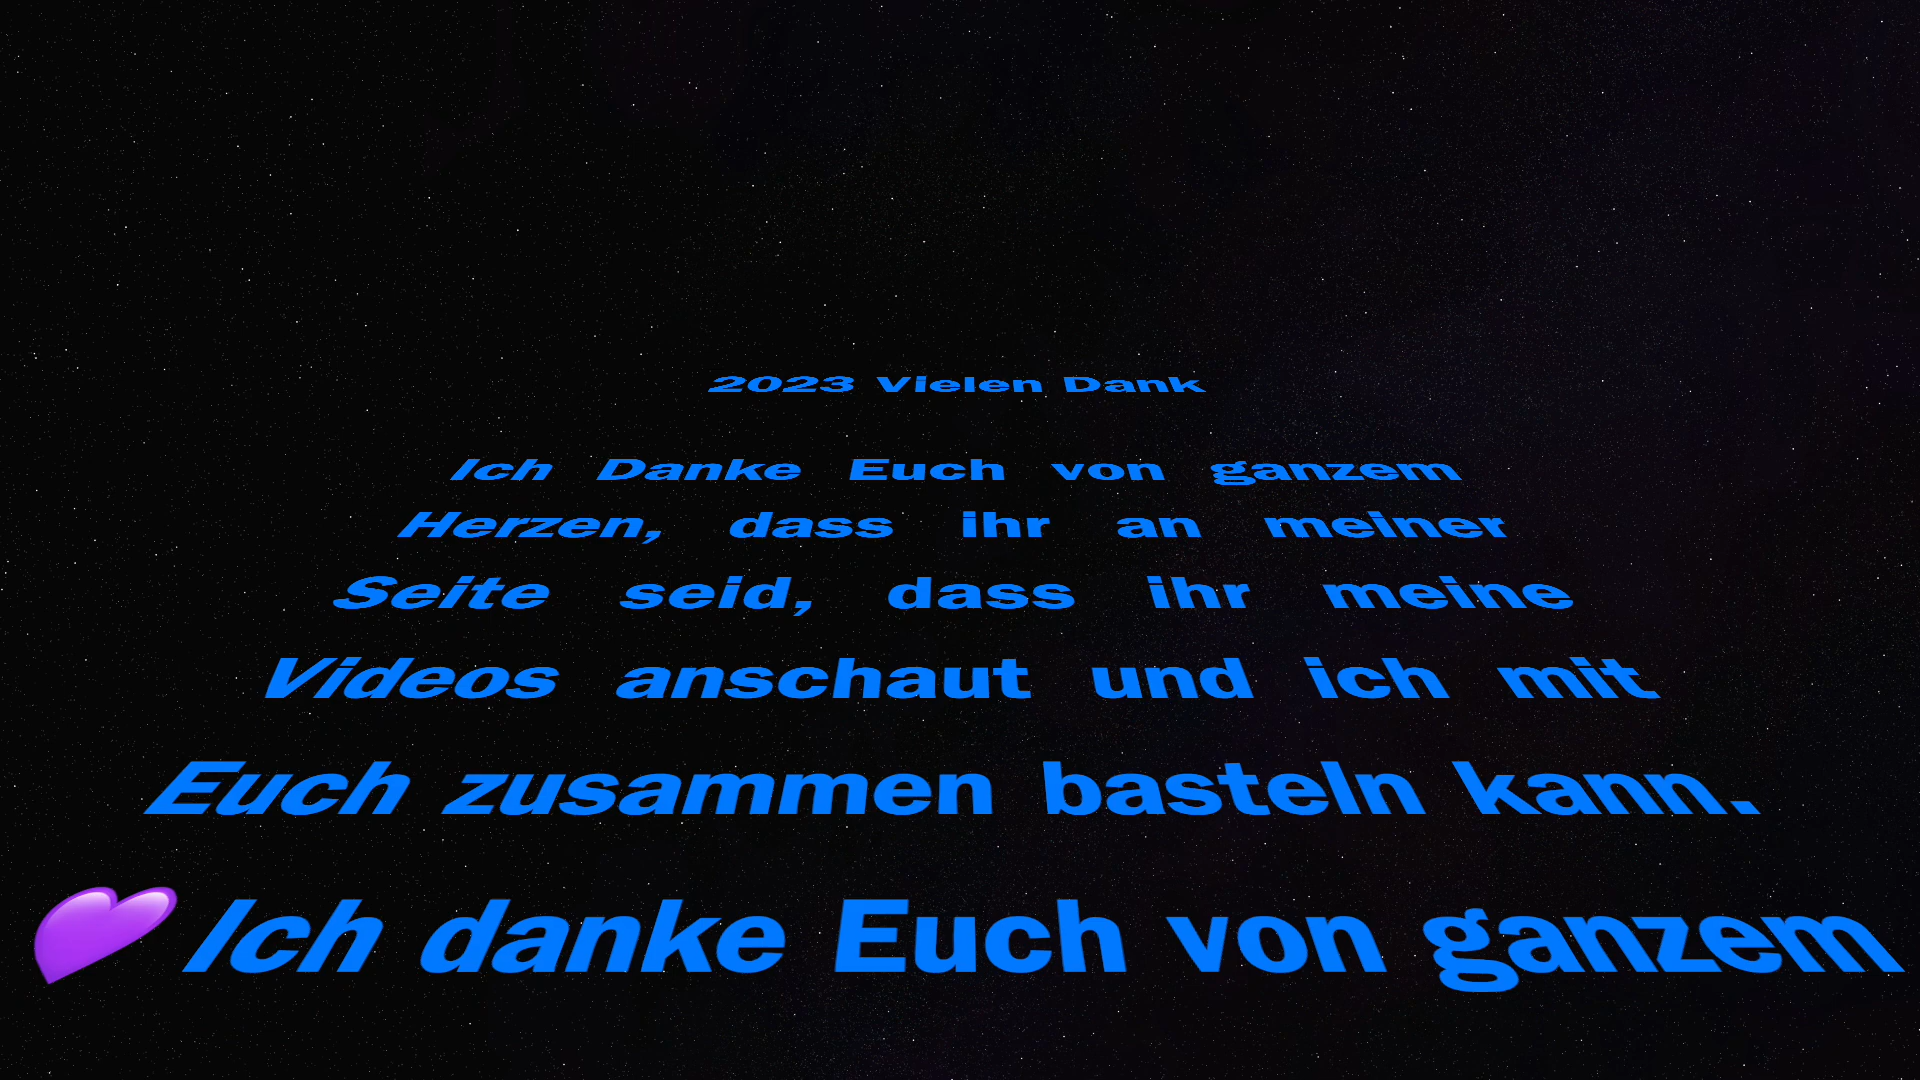 2023 Vielen Dank
Ich Danke Euch von ganzem
Herzen, dass ihr an meiner
Seite seid, dass ihr meine
Videos anschaut und ich mit
Euch zusammen basteln kann.
💜 Ich danke Euch von ganzem